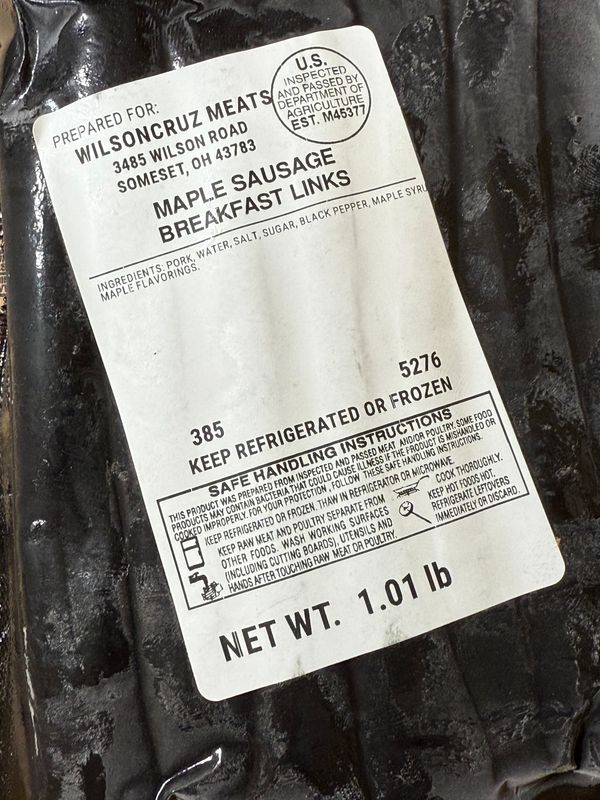 PREPARED FOR:
WILSONCRUZ MEATS
3485 WILSON ROAD
SOMESET, OH 43783
U.S.
INSPECTED
AND PASSED BY
DEPARTMENT OF
AGRICULTURE
EST. M45377
MAPLE SAUSAGE
BREAKFAST LINKS
INGREDIENTS: PORK, WATER, SALT, SUGAR, BLACK PEPPER, MAPLE SYRU
MAPLE FLAVORINGS.
385 5276
KEEP REFRIGERATED OR FROZEN
SAFE HANDLING INSTRUCTIONS
THIS PRODUCT WAS PREPARED FROM INSPECTED AND PASSED MEAT AND/OR POULTRY. SOME FOOD
PRODUCTS MAY CONTAIN BACTERIA THAT COULD CAUSE ILLNESS IF THE PRODUCT IS MISHANDLED OR
COOKED IMPROPERLY. FOR YOUR PROTECTION, FOLLOW THESE SAFE HANDLING INSTRUCTIONS.
KEEP REFRIGERATED OR FROZEN. THAW IN REFRIGERATOR OR MICROWAVE.
KEEP RAW MEAT AND POULTRY SEPARATE FROM
OTHER FOODS. WASH WORKING SURFACES
(INCLUDING CUTTING BOARDS), UTENSILS AND
HANDS AFTER TOUCHING RAW MEAT OR POULTRY.
COOK THOROUGHLY.
KEEP HOT FOODS HOT.
REFRIGERATE LEFTOVERS
IMMEDIATELY OR DISCARD.
NET WT. 1.01 lb